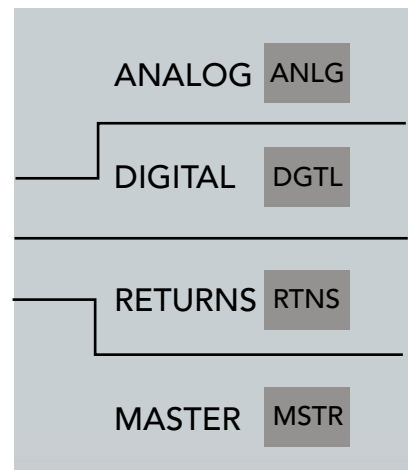 ANALOG ANLG
DIGITAL DGTL
RETURNS RTNS
MASTER MSTR